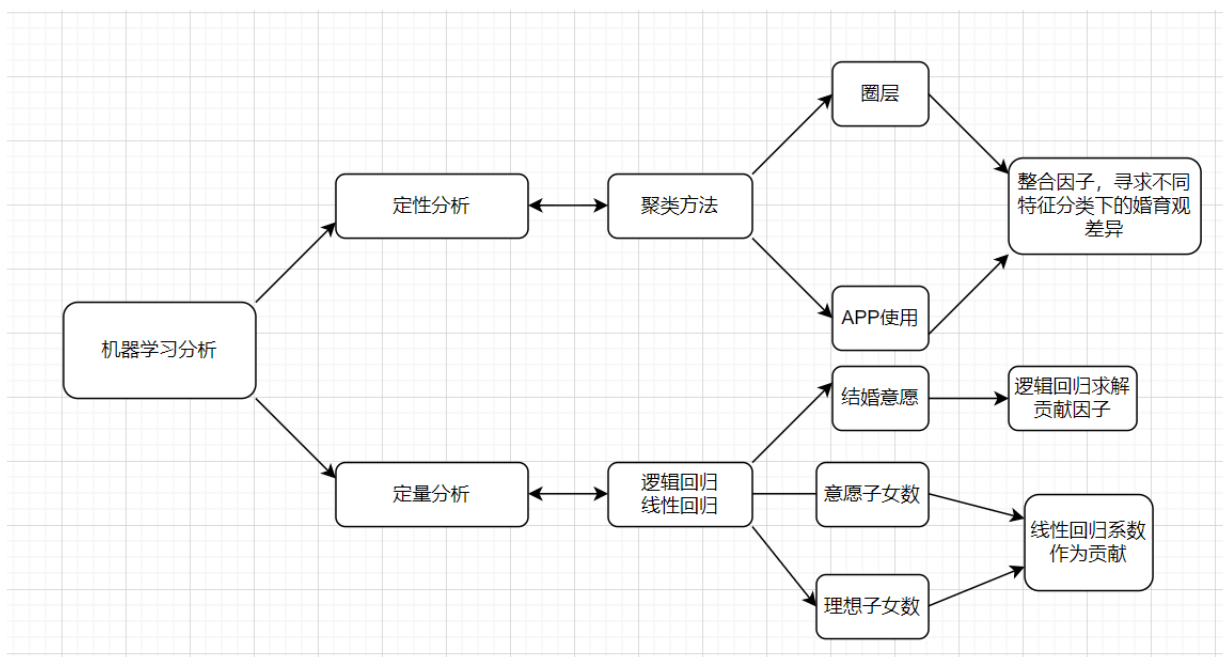 圈层
整合因子，寻求不同
特征分类下的婚育观
差异
定性分析
聚类方法
APP使用
机器学习分析
结婚意愿
逻辑回归求解
贡献因子
定量分析
逻辑回归
线性回归
意愿子女数
线性回归系数
作为贡献
理想子女数